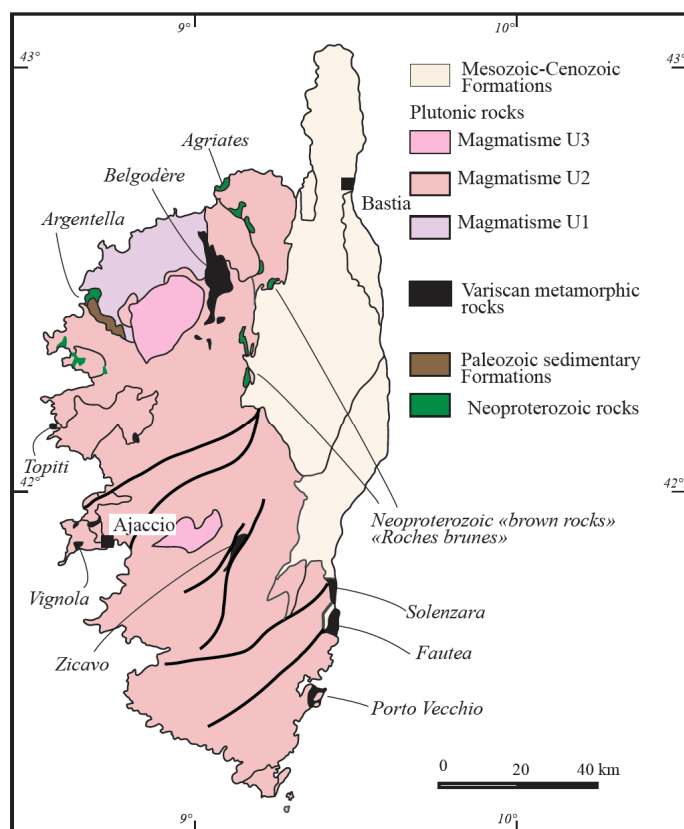 9°
10°
43°
43°
Mesozoic-Cenozoic
Formations
Plutonic rocks
Magmatisme U3
Magmatisme U2
Magmatisme U1
Variscan metamorphic
rocks
Paleozoic sedimentary
Formations
Neoproterozoic rocks
Agriates
Belgodère
Bastia
Argentella
Topiti
42°
42°
Ajaccio
Neoproterozoic «brown rocks»
«Roches brunes»
Vignola
Solenzara
Zicavo
Fautea
Porto Vecchio
0 20 40 km
9°
10°